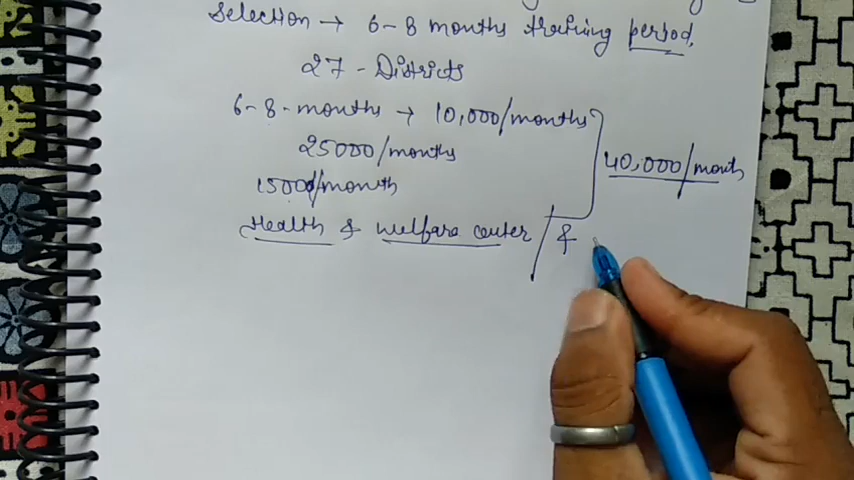 Selection → 6-8 months training period,
27 - Districts
6-8-months → 10,000/months
25000/months
40,000/month
15000/month
Health & welfare center / &